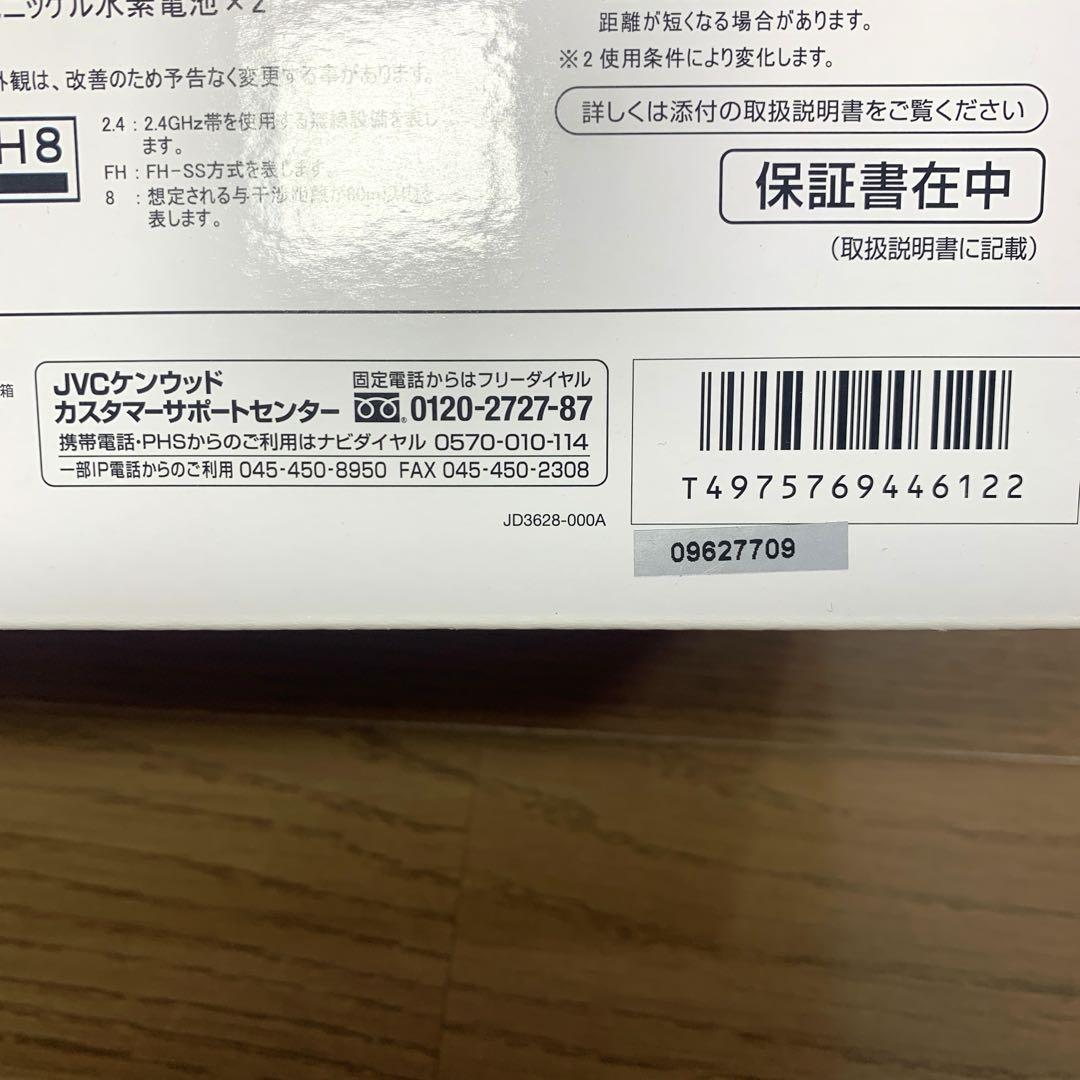 ニッケル水素電池×2
外観は、改善のため予告なく変更する事があります。
H8
2.4：2.4GHz帯を使用する無線設備を表し
ます。
FH：FH-SS方式を表します。
8 ：想定される与干渉距離が80m以内を
表します。
距離が短くなる場合があります。
※2 使用条件により変化します。
詳しくは添付の取扱説明書をご覧ください
保証書在中
（取扱説明書に記載）
箱
JVCケンウッド
カスタマーサポートセンター
固定電話からはフリーダイヤル
0120-2727-87
携帯電話・PHSからのご利用はナビダイヤル 0570-010-114
一部IP電話からのご利用 045-450-8950 FAX 045-450-2308
JD3628-000A
T4975769446122
09627709